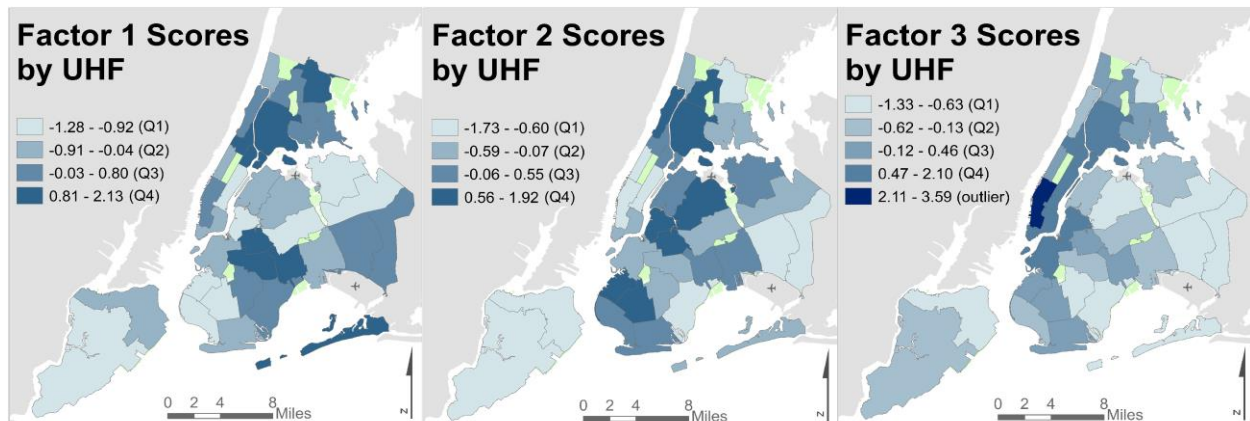 Factor 1 Scores
by UHF
-1.28 - -0.92 (Q1)
-0.91 - -0.04 (Q2)
-0.03 - 0.80 (Q3)
0.81 - 2.13 (Q4)
0 2 4 8
Miles
N
Factor 2 Scores
by UHF
-1.73 - -0.60 (Q1)
-0.59 - -0.07 (Q2)
-0.06 - 0.55 (Q3)
0.56 - 1.92 (Q4)
0 2 4 8
Miles
N
Factor 3 Scores
by UHF
-1.33 - -0.63 (Q1)
-0.62 - -0.13 (Q2)
-0.12 - 0.46 (Q3)
0.47 - 2.10 (Q4)
2.11 - 3.59 (outlier)
0 2 4 8
Miles
N